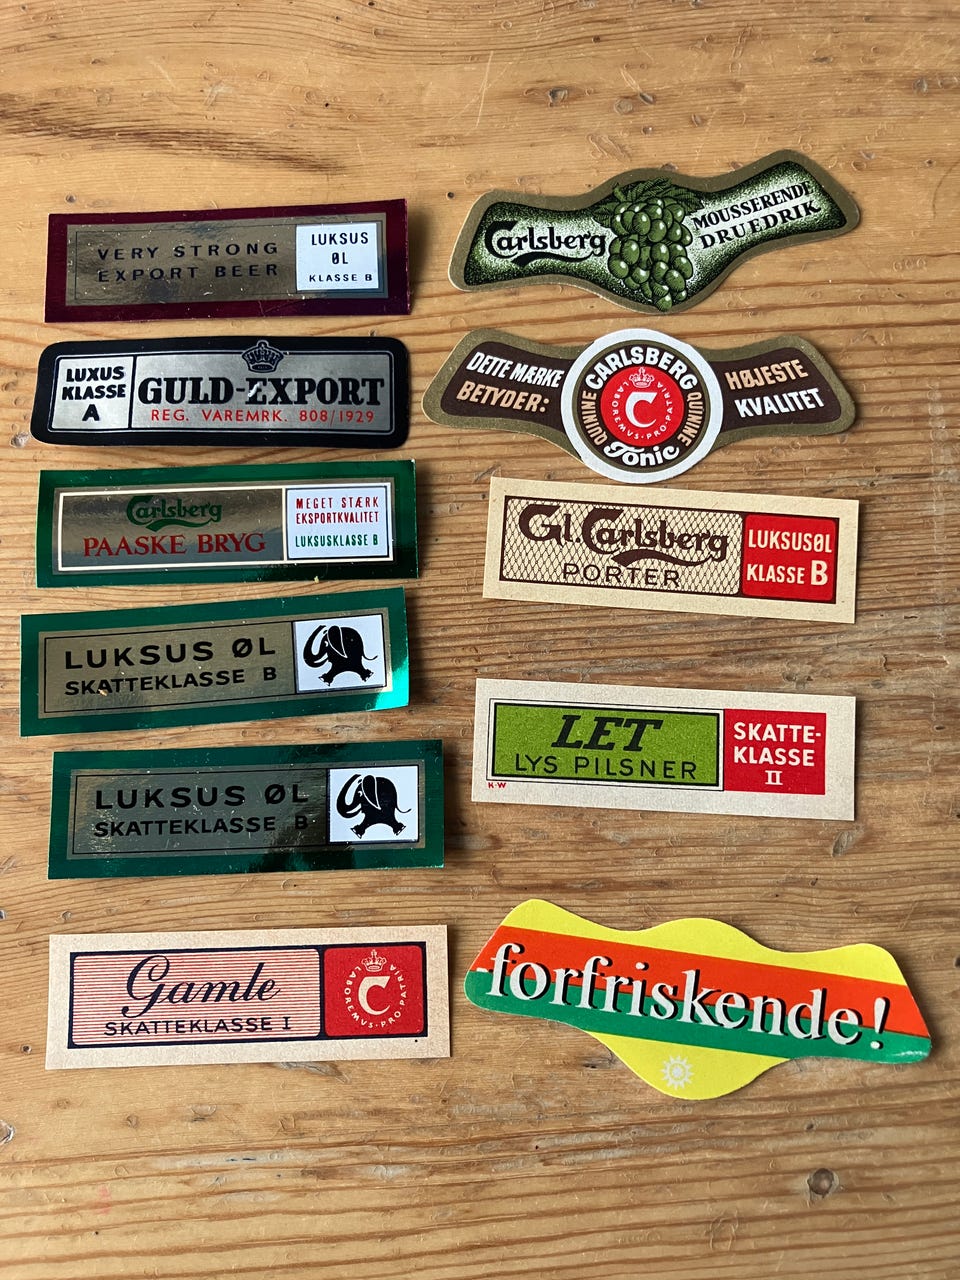 VERY STRONG
EXPORT BEER
LUKSUS
ØL
KLASSE B
LUXUS
KLASSE
A
GULD-EXPORT
REG. VAREMRK. 808/1929
Carlsberg
PAASKE BRYG
MEGET STÆRK
EKSPORTKVALITET
LUKSUSKLASSE B
LUKSUS ØL
SKATTEKLASSE B
LUKSUS ØL
SKATTEKLASSE B
Gamle
SKATTEKLASSE I
C
LABOREMVS·PRO·PATRIA
Carlsberg
MOUSSERENDE
DRUEDRIK
DETTE MÆRKE
BETYDER:
CARLSBERG
QUININE
QUININE
LABOREMVS·PRO·PATRIA
C
Tonic
HØJESTE
KVALITET
Gl. Carlsberg
PORTER
LUKSUSØL
KLASSE B
LET
LYS PILSNER
K-W
SKATTE-
KLASSE
II
-forfriskende!